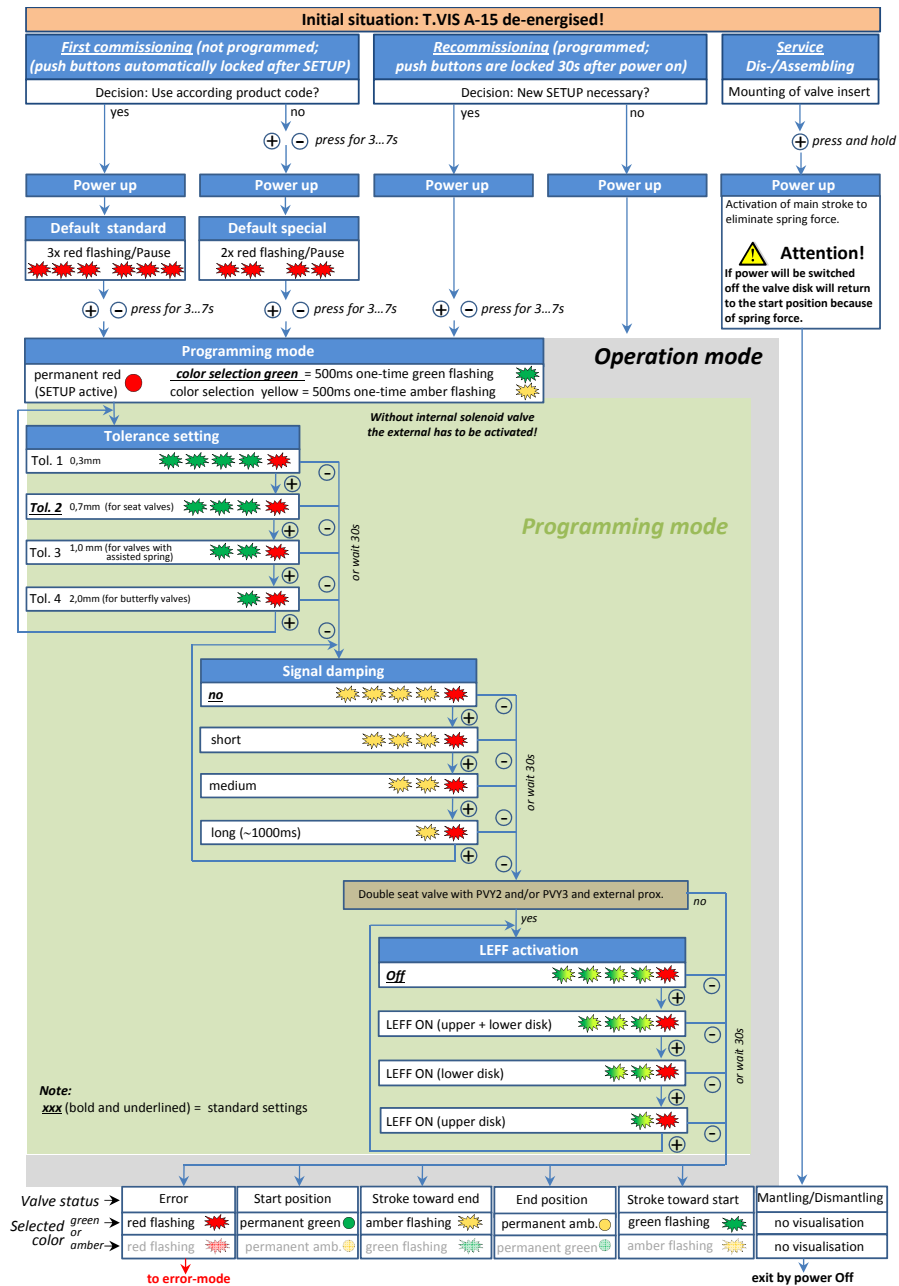 Initial situation: T.VIS A-15 de-energised!
First commissioning (not programmed;
(push buttons automatically locked after SETUP)
Decision: Use according product code?
Recommissioning (programmed;
push buttons are locked 30s after power on)
Decision: New SETUP necessary?
Service
Dis-/Assembling
Mounting of valve insert
yes
no
yes
no
+ - press for 3...7s
+ press and hold
Power up
Power up
Power up
Power up
Power up
Activation of main stroke to
eliminate spring force.
Attention!
If power will be switched
off the valve disk will return
to the start position because
of spring force.
Default standard
3x red flashing/Pause
Default special
2x red flashing/Pause
+ - press for 3...7s
+ - press for 3...7s
+ - press for 3...7s
Programming mode
permanent red
(SETUP active)
color selection green = 500ms one-time green flashing
color selection yellow = 500ms one-time amber flashing
Operation mode
Without internal solenoid valve
the external has to be activated!
Programming mode
Tolerance setting
Tol. 1 0,3mm
-
+
Tol. 2 0,7mm (for seat valves)
-
+
Tol. 3 1,0 mm (for valves with
assisted spring)
-
+
Tol. 4 2,0mm (for butterfly valves)
+
-
or wait 30s
Signal damping
no
-
+
short
-
+
medium
-
+
long (~1000ms)
+
-
or wait 30s
Double seat valve with PVY2 and/or PVY3 and external prox.
no
yes
LEFF activation
Off
-
+
LEFF ON (upper + lower disk)
-
+
LEFF ON (lower disk)
-
+
LEFF ON (upper disk)
+
-
or wait 30s
Note:
xxx (bold and underlined) = standard settings
Valve status
Error
Start position
Stroke toward end
End position
Stroke toward start
Mantling/Dismantling
Selected
color
green
or
amber
red flashing
permanent green
amber flashing
permanent amb.
green flashing
no visualisation
red flashing
permanent amb.
green flashing
permanent green
amber flashing
no visualisation
to error-mode
exit by power Off